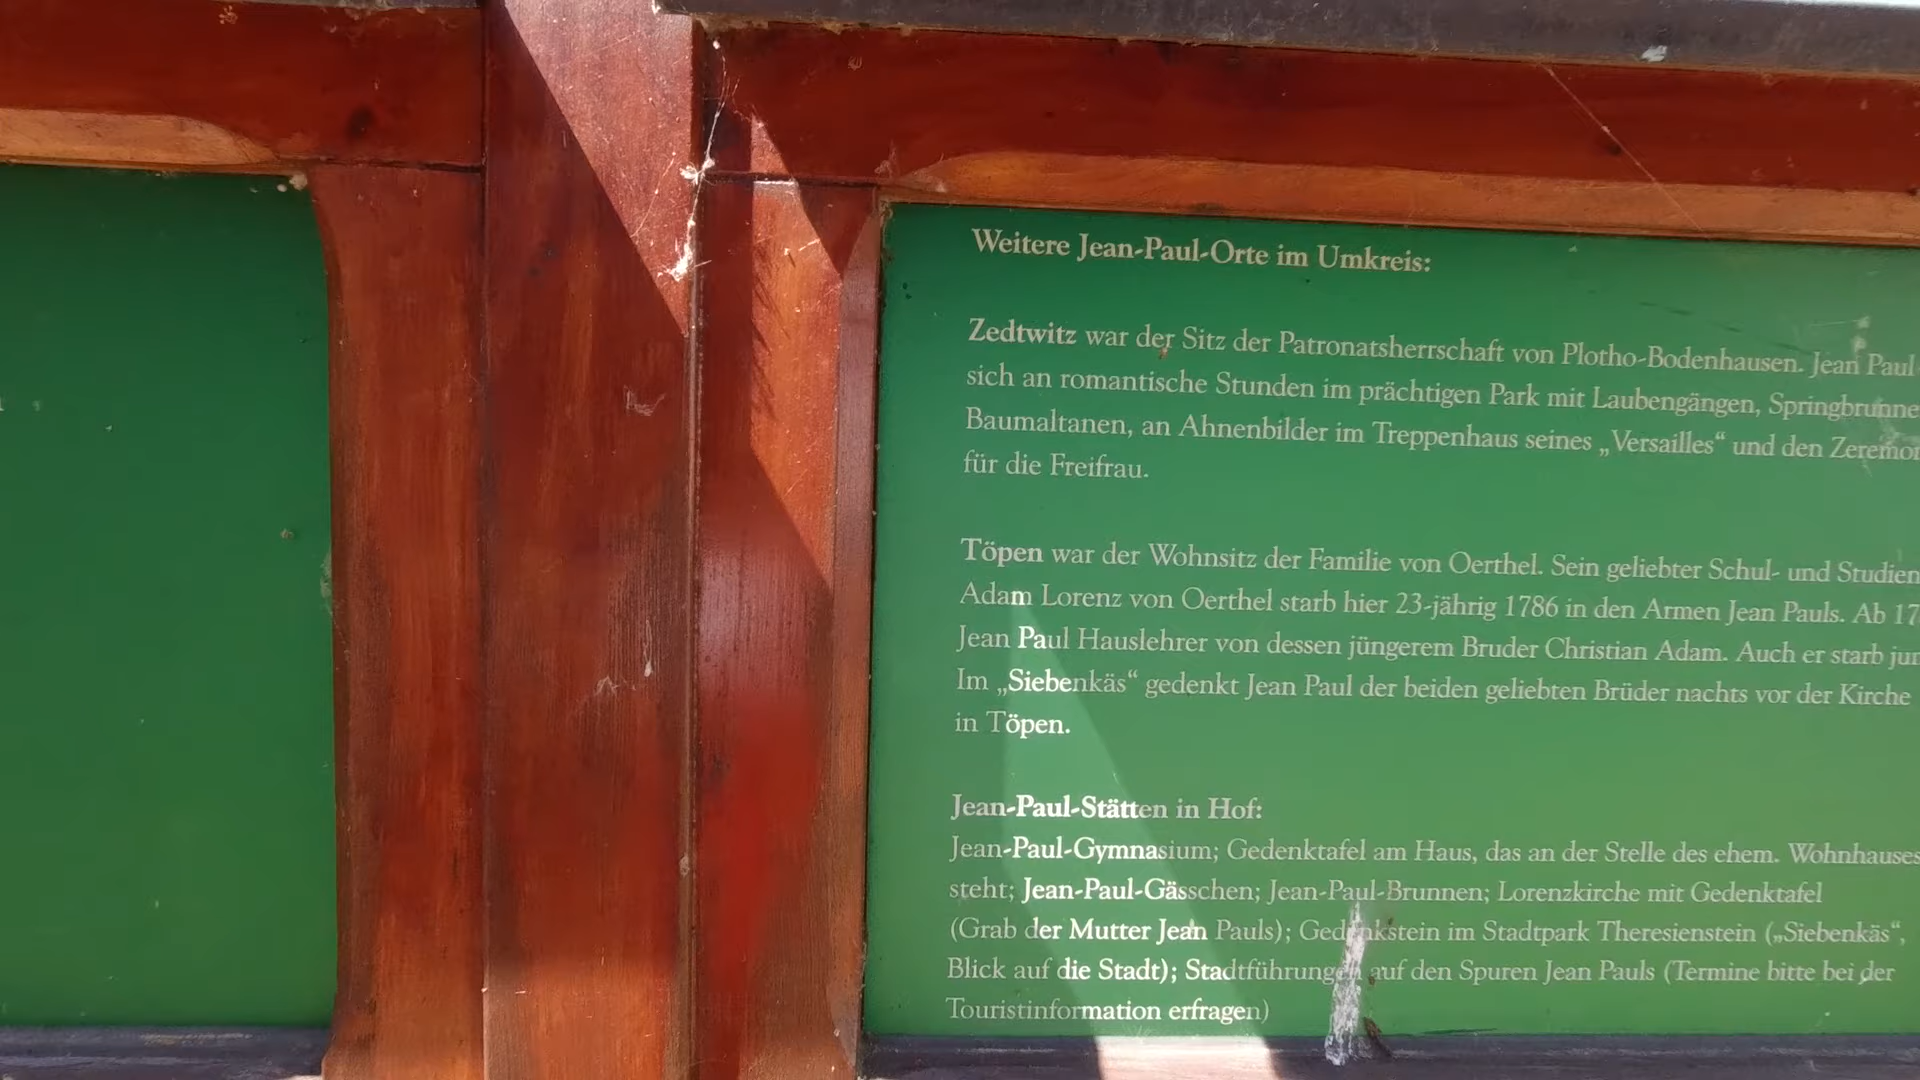 Weitere Jean-Paul-Orte im Umkreis:
Zedtwitz war der Sitz der Patronatsherrschaft von Plotho-Bodenhausen. Jean Paul
sich an romantische Stunden im prächtigen Park mit Laubengängen, Springbrunne
Baumaltanen, an Ahnenbilder im Treppenhaus seines „Versailles“ und den Zeremon
für die Freifrau.
Töpen war der Wohnsitz der Familie von Oerthel. Sein geliebter Schul- und Studien
Adam Lorenz von Oerthel starb hier 23-jährig 1786 in den Armen Jean Pauls. Ab 17
Jean Paul Hauslehrer von dessen jüngerem Bruder Christian Adam. Auch er starb jun
Im „Siebenkäs“ gedenkt Jean Paul der beiden geliebten Brüder nachts vor der Kirche
in Töpen.
Jean-Paul-Stätten in Hof:
Jean-Paul-Gymnasium; Gedenktafel am Haus, das an der Stelle des ehem. Wohnhauses
steht; Jean-Paul-Gässchen; Jean-Paul-Brunnen; Lorenzkirche mit Gedenktafel
(Grab der Mutter Jean Pauls); Gedenkstein im Stadtpark Theresienstein („Siebenkäs“,
Blick auf die Stadt); Stadtführungen auf den Spuren Jean Pauls (Termine bitte bei der
Touristinformation erfragen)